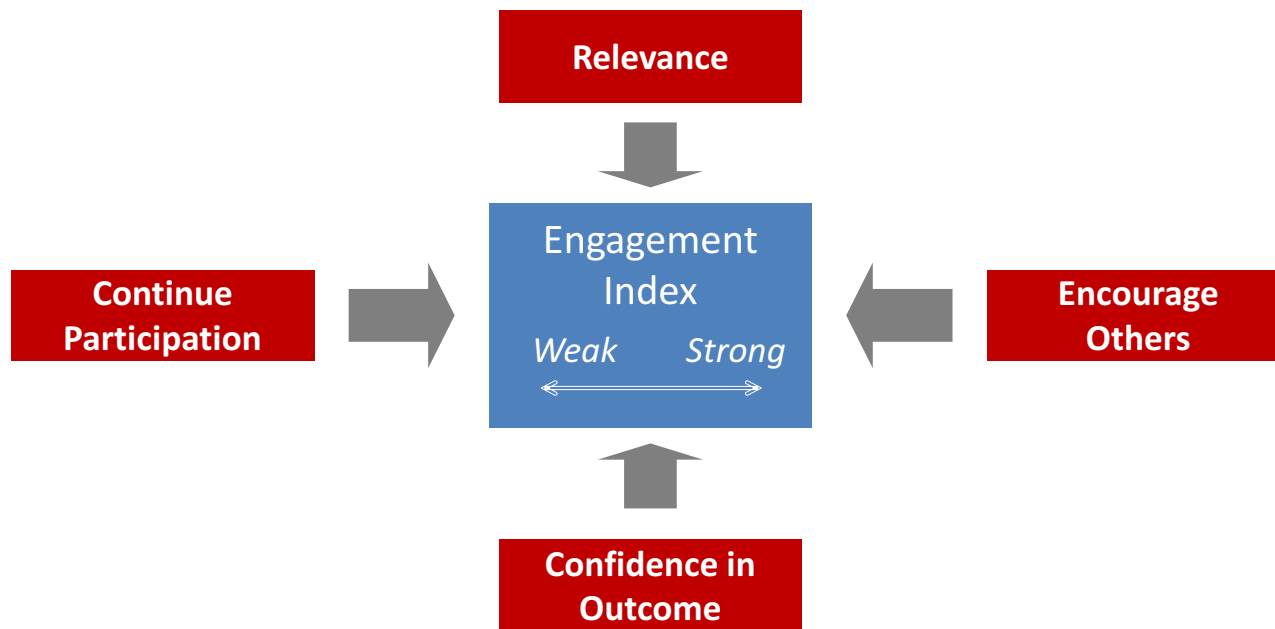 Relevance
Engagement
Index
Weak Strong
Continue
Participation
Encourage
Others
Confidence in
Outcome